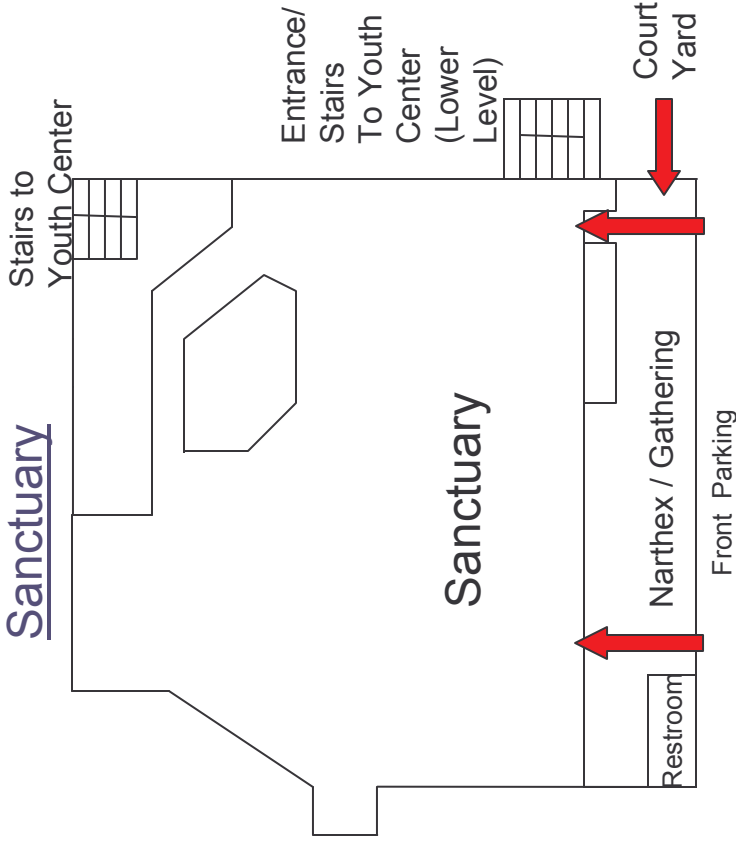 Sanctuary
Stairs to
Youth Center
Entrance/
Stairs
To Youth
Center
(Lower
Level)
Sanctuary
Court
Yard
Narthex / Gathering
Restroom
Front Parking